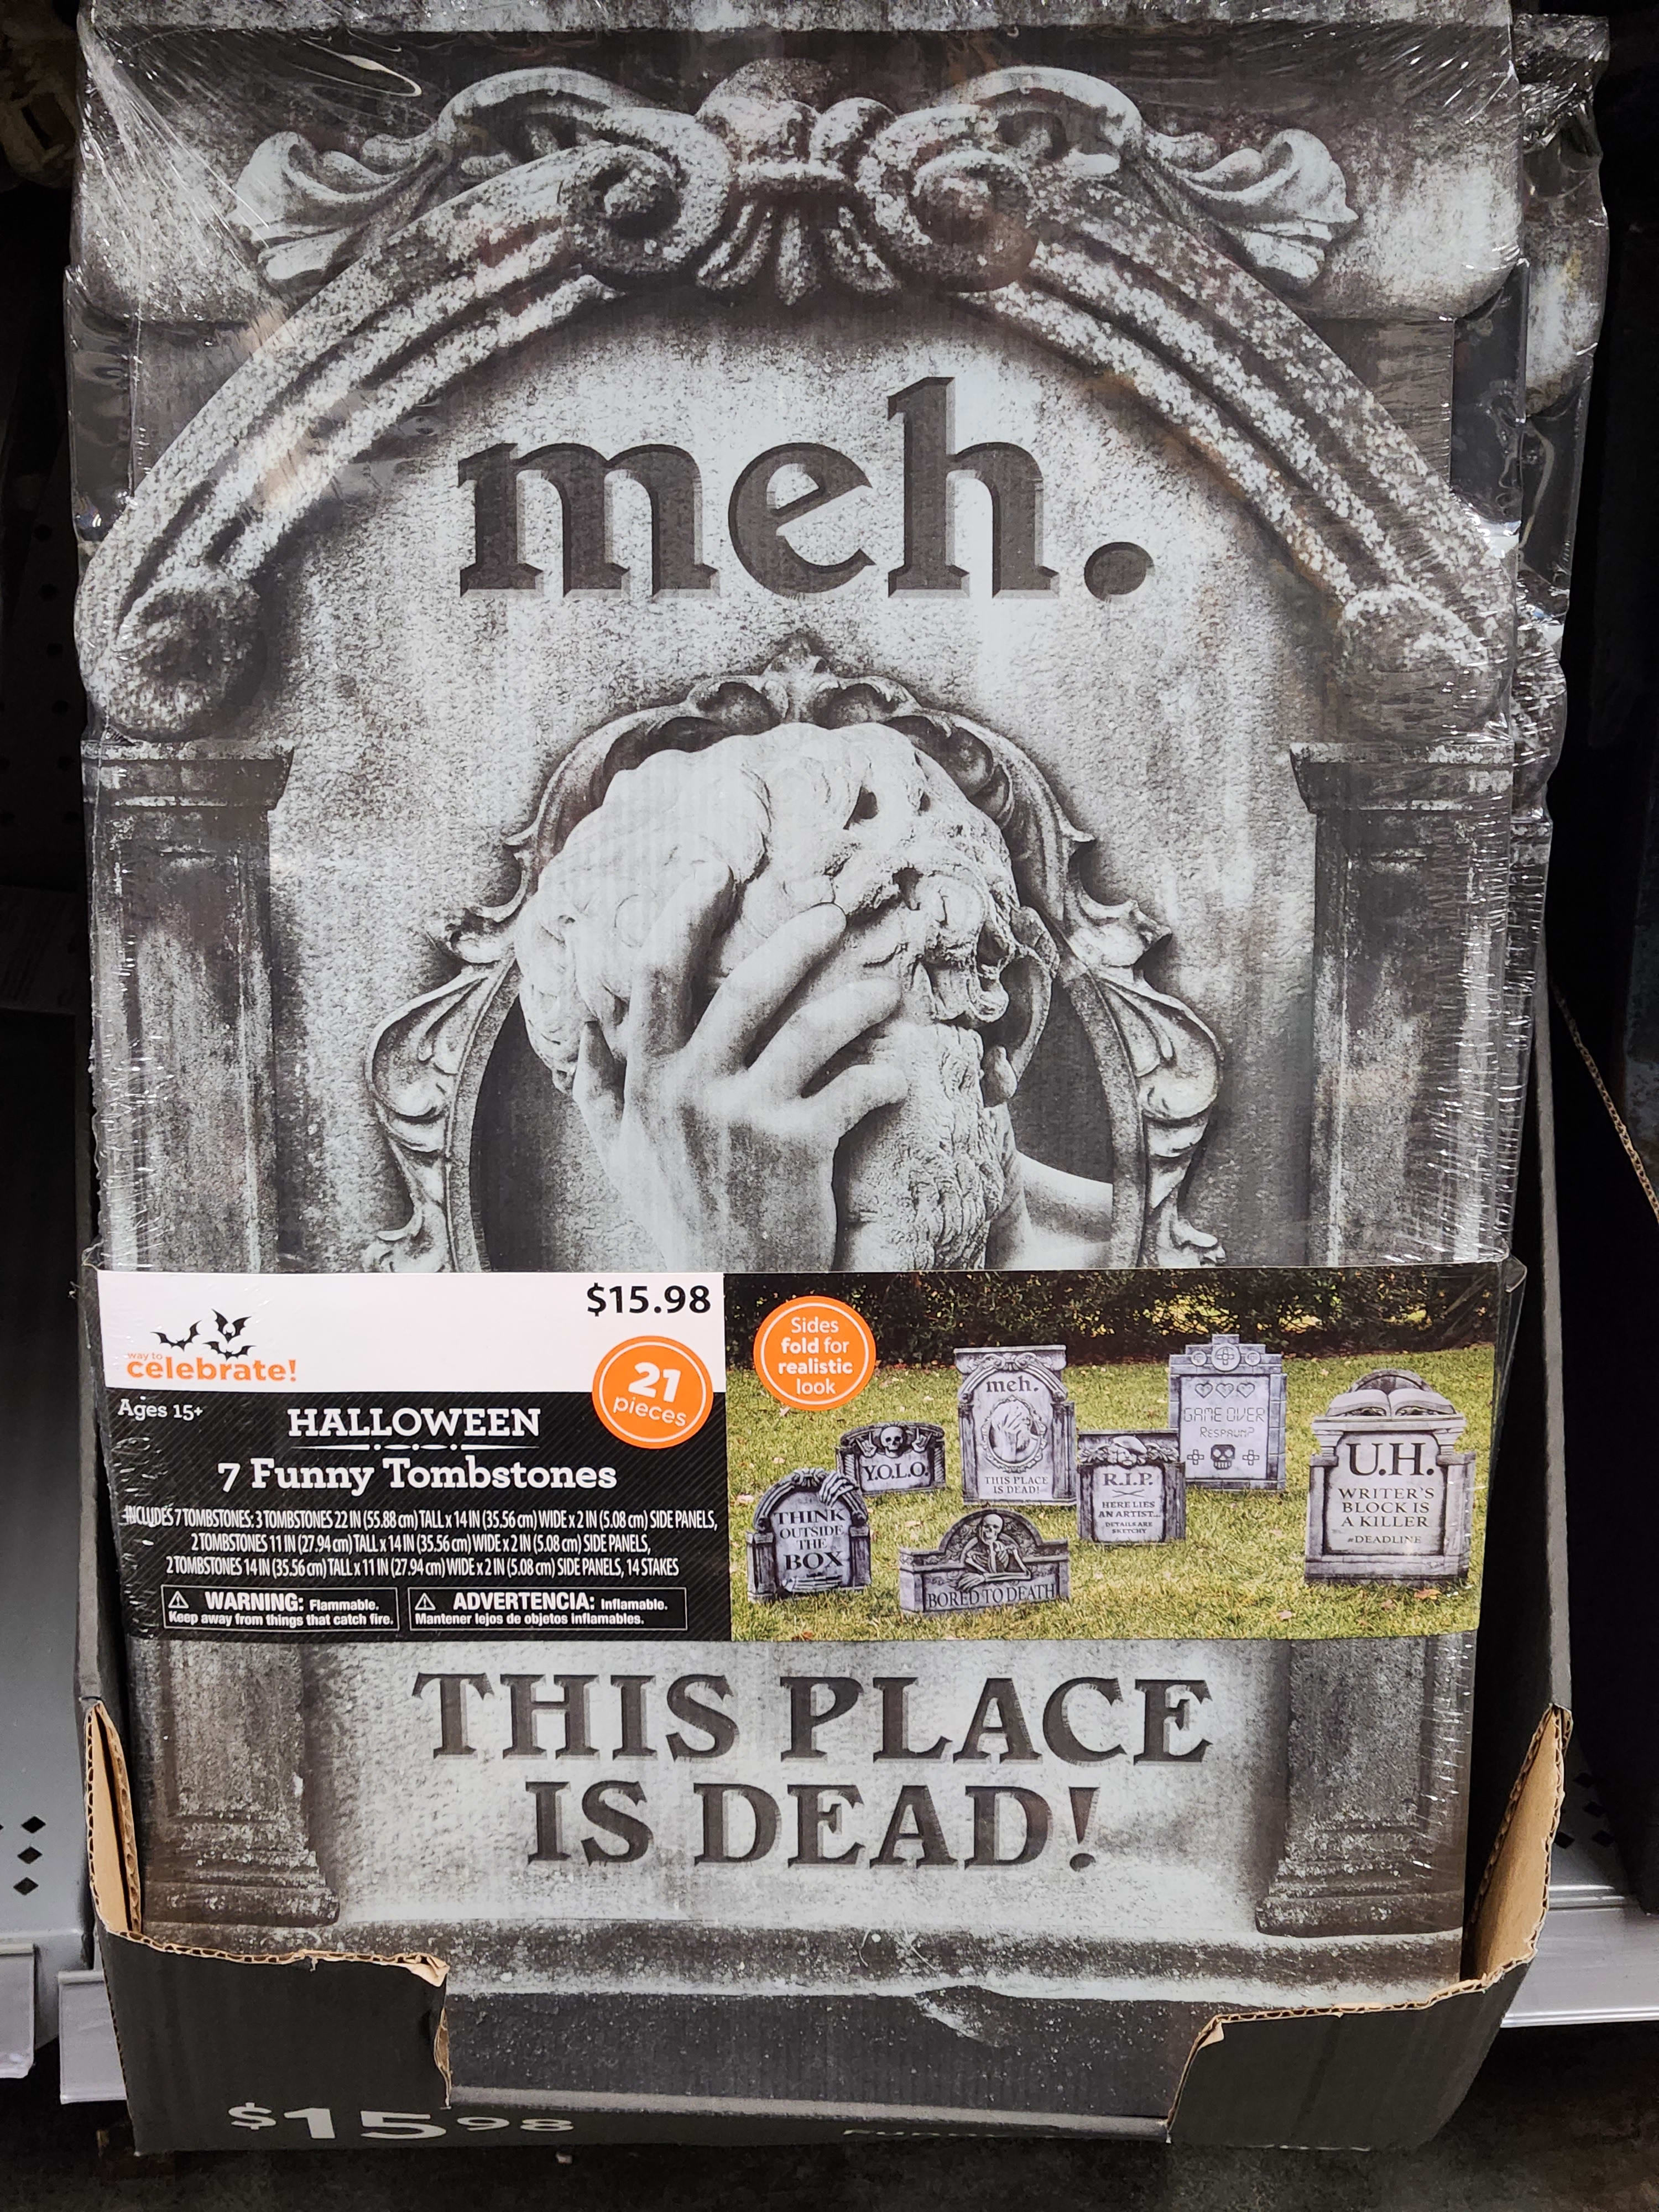 meh.
$15.98
way to
celebrate!
21
pieces
Ages 15+
HALLOWEEN
7 Funny Tombstones
INCLUDES 7 TOMBSTONES: 3 TOMBSTONES 22 IN (55.88 cm) TALL x 14 IN (35.56 cm) WIDE x 2 IN (5.08 cm) SIDE PANELS,
2 TOMBSTONES 11 IN (27.94 cm) TALL x 14 IN (35.56 cm) WIDE x 2 IN (5.08 cm) SIDE PANELS,
2 TOMBSTONES 14 IN (35.56 cm) TALL x 11 IN (27.94 cm) WIDE x 2 IN (5.08 cm) SIDE PANELS, 14 STAKES
WARNING: Flammable.
Keep away from things that catch fire.
ADVERTENCIA: Inflamable.
Mantener lejos de objetos inflamables.
Sides
fold for
realistic
look
meh.
THIS PLACE
IS DEAD!
Y.O.L.O.
THINK
OUTSIDE
THE
BOX
BORED TO DEATH
R.I.P.
HERE LIES
AN ARTIST...
DETAILS ARE
SKETCHY
GAME OVER
RESPAWN?
U.H.
WRITER'S
BLOCK IS
A KILLER
#DEADLINE
THIS PLACE
IS DEAD!
$15 98